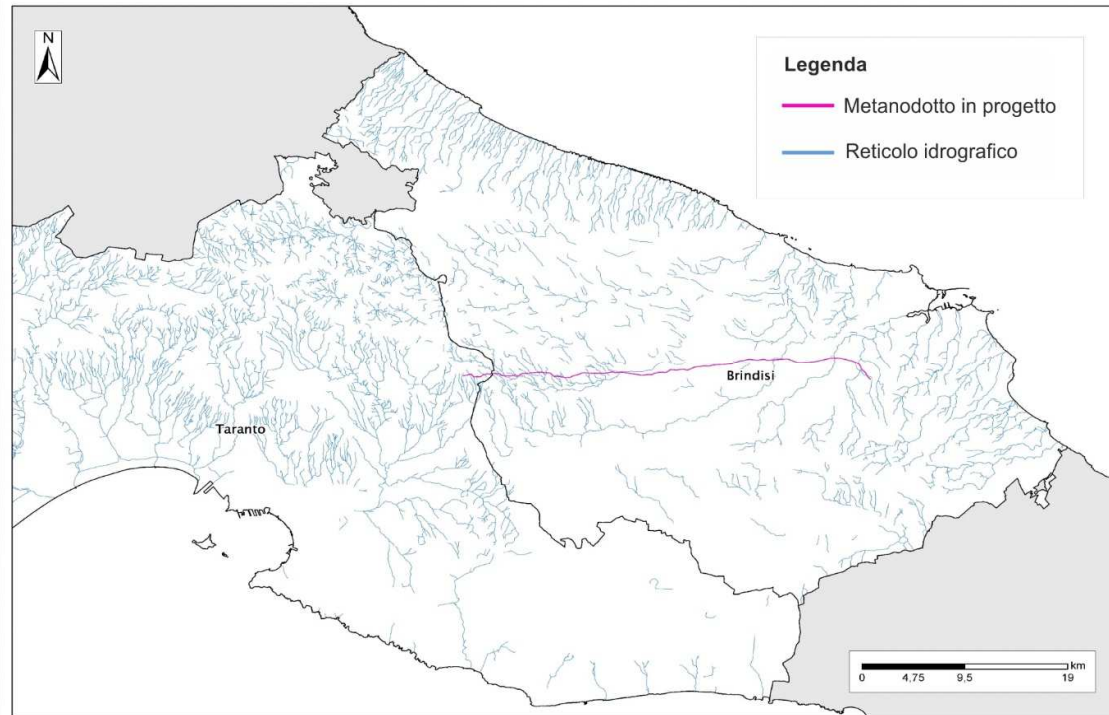 N
Legenda
Metanodotto in progetto
Reticolo idrografico
Brindisi
Taranto
km
0 4,75 9,5 19